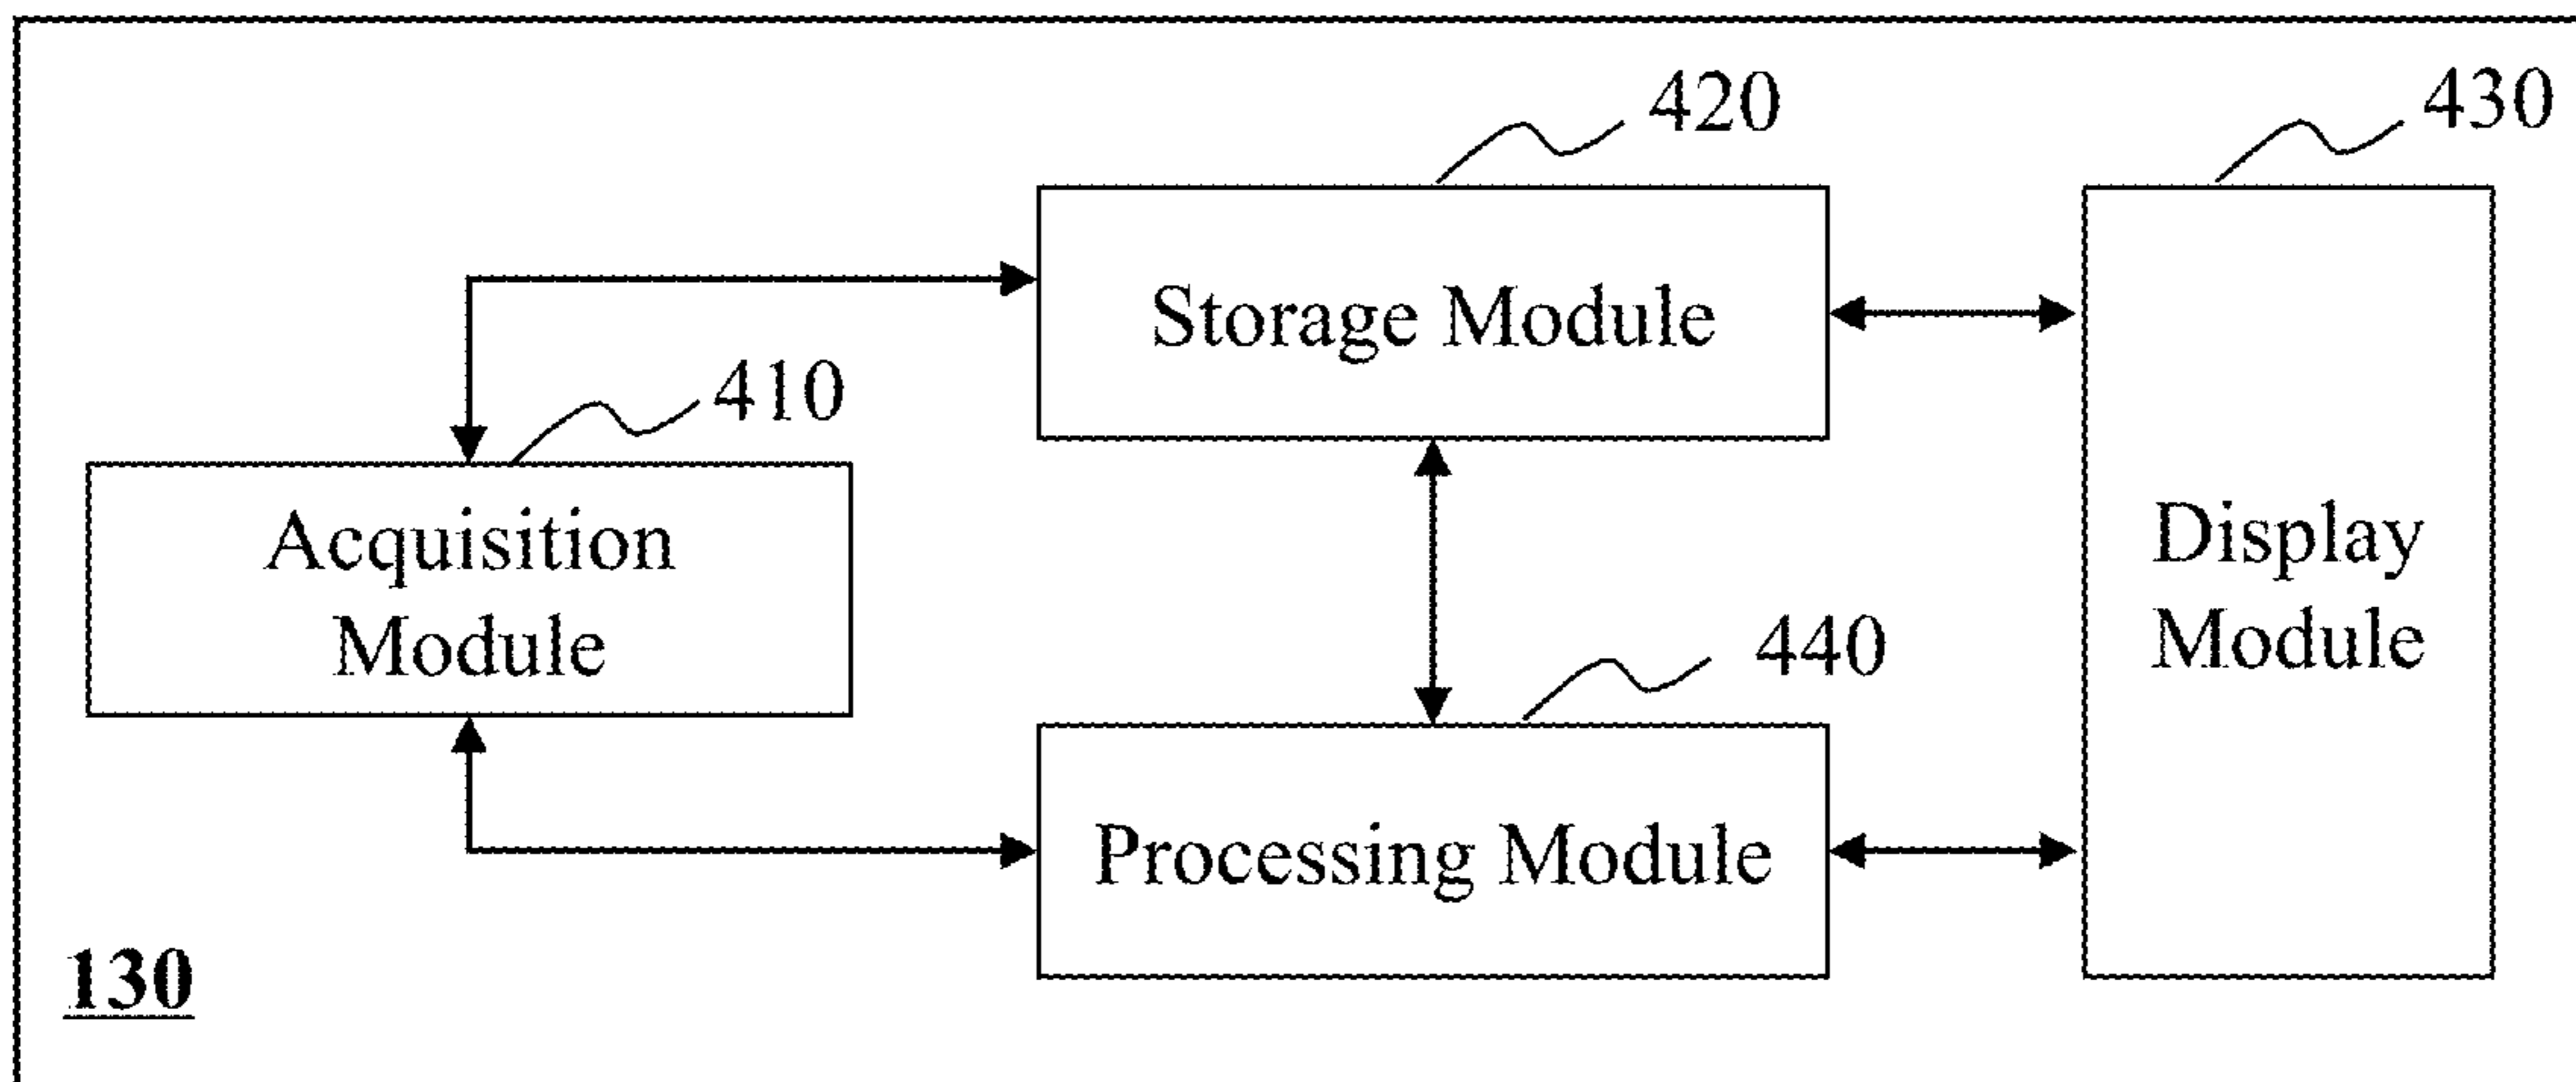 420
430
Storage Module
410
Acquisition
Module
Display
Module
440
Processing Module
130